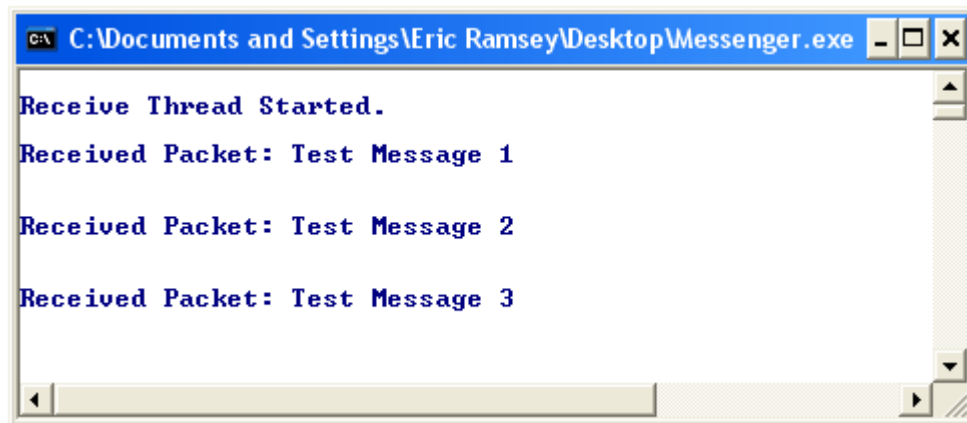 C:\Documents and Settings\Eric Ramsey\Desktop\Messenger.exe
Receive Thread Started.
Received Packet: Test Message 1
Received Packet: Test Message 2
Received Packet: Test Message 3